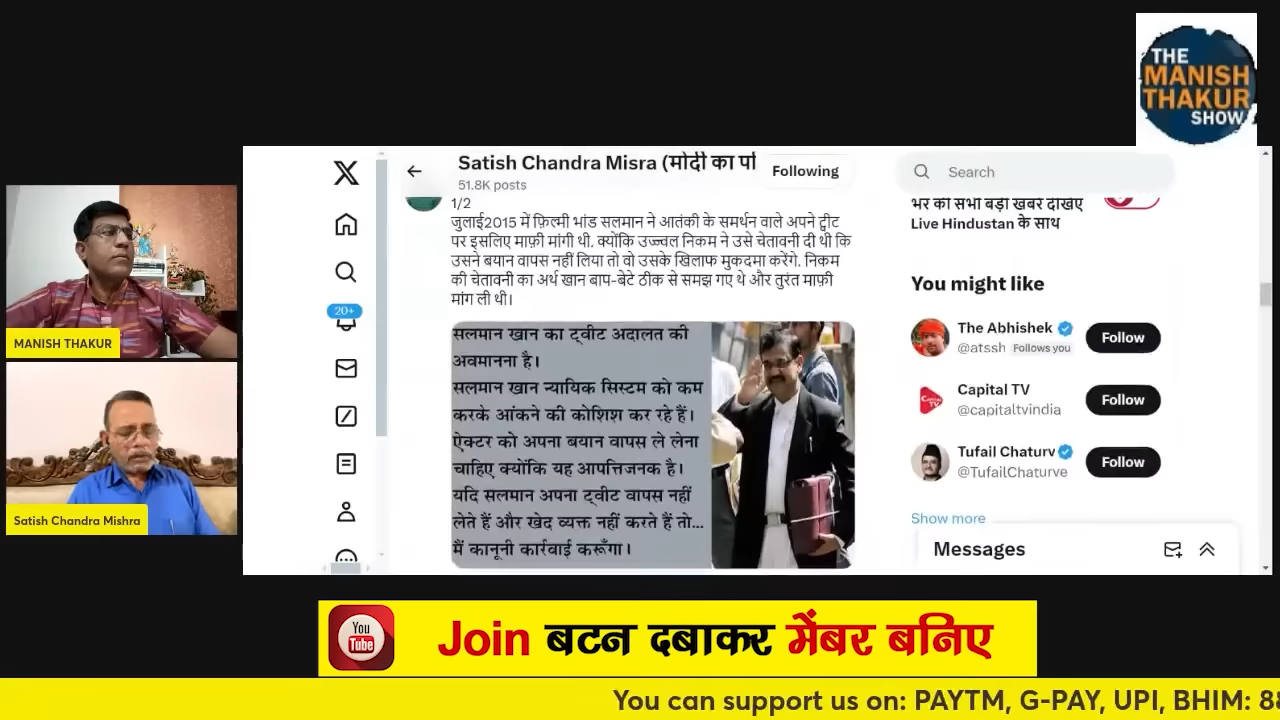 THE
MANISH
THAKUR
SHOW
Satish Chandra Misra (मोदी का परि
51.8K posts
Following
Search
1/2
जुलाई2015 में फ़िल्मी भांड सलमान ने आतंकी के समर्थन वाले अपने ट्वीट
पर इसलिए माफ़ी मांगी थी. क्योंकि उज्ज्वल निकम ने उसे चेतावनी दी थी कि
उसने बयान वापस नहीं लिया तो वो उसके खिलाफ मुकदमा करेंगे. निकम
की चेतावनी का अर्थ खान बाप-बेटे ठीक से समझ गए थे और तुरंत माफ़ी
मांग ली थी।
सलमान खान का ट्वीट अदालत की
अवमानना है।
सलमान खान न्यायिक सिस्टम को कम
करके आंकने की कोशिश कर रहे हैं।
ऐक्टर को अपना बयान वापस ले लेना
चाहिए क्योंकि यह आपत्तिजनक है।
यदि सलमान अपना ट्वीट वापस नहीं
लेते हैं और खेद व्यक्त नहीं करते हैं तो...
मैं कानूनी कार्रवाई करूँगा।
भर की सभी बड़ी खबर देखिए
Live Hindustan के साथ
You might like
The Abhishek
@atssh Follows you
Follow
Capital TV
@capitaltvindia
Follow
Tufail Chaturv
@TufailChaturve
Follow
Show more
Messages
20+
MANISH THAKUR
Satish Chandra Mishra
You
Tube
Join बटन दबाकर मेंबर बनिए
You can support us on: PAYTM, G-PAY, UPI, BHIM: 88